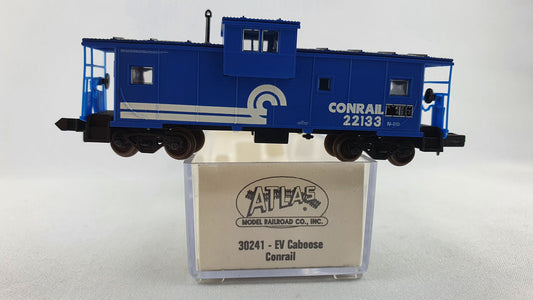 CONRAIL
22133
ATLAS
MODEL RAILROAD CO., INC.
30241 - EV Caboose
Conrail